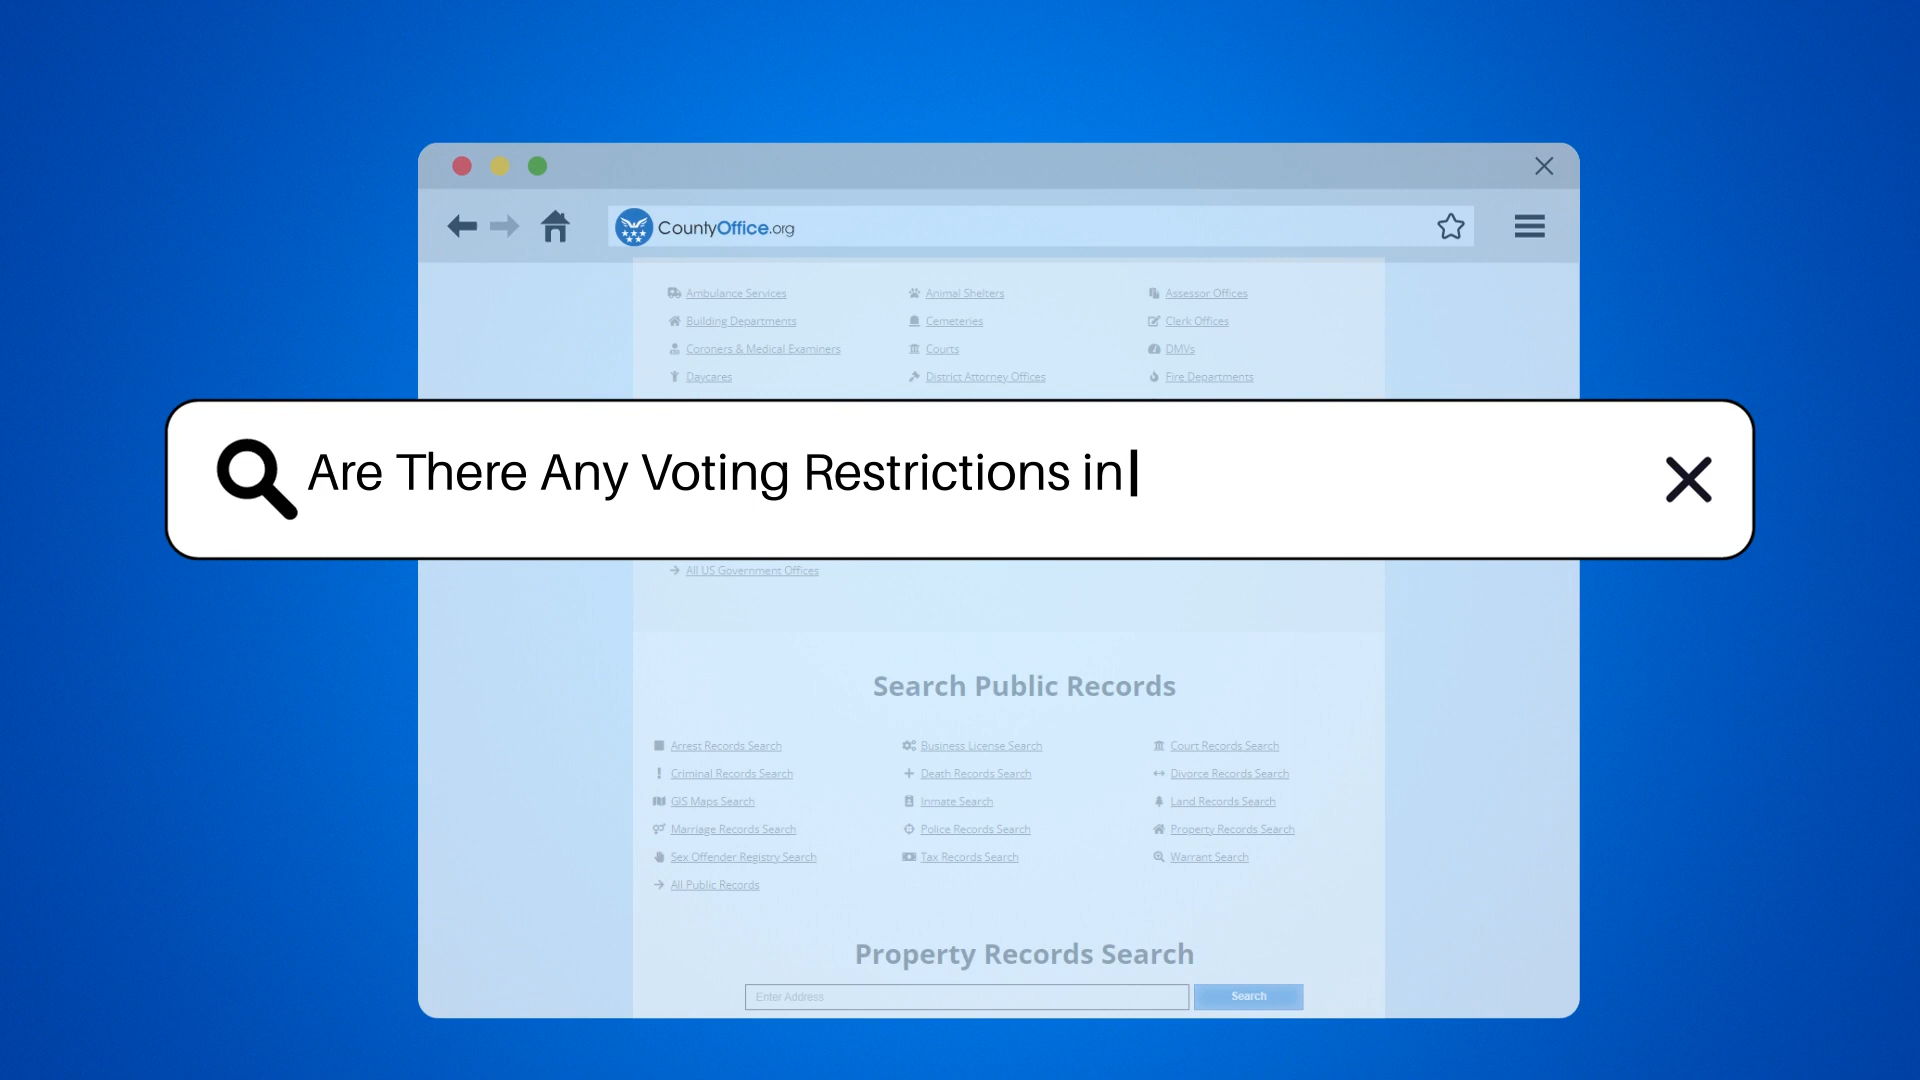 CountyOffice.org
Ambulance Services Animal Shelters Assessor Offices
Building Departments Cemeteries Clerk Offices
Coroners & Medical Examiners Courts DMVs
Daycares District Attorney Offices Fire Departments
Are There Any Voting Restrictions in
All US Government Offices
Search Public Records
Arrest Records Search Business License Search Court Records Search
Criminal Records Search Death Records Search Divorce Records Search
GIS Maps Search Inmate Search Land Records Search
Marriage Records Search Police Records Search Property Records Search
Sex Offender Registry Search Tax Records Search Warrant Search
All Public Records
Property Records Search
Enter Address Search